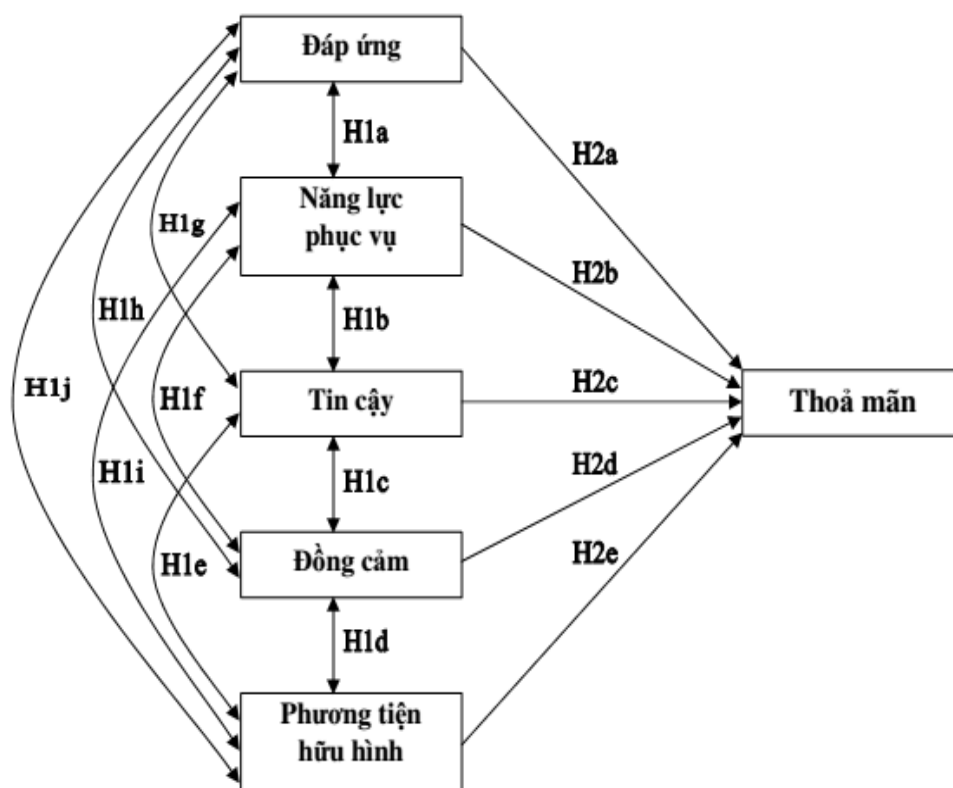 Đáp ứng
H1a
H2a
Năng lực
phục vụ
H1g
H2b
H1h
H1b
H1j
H1f
Tin cậy
H2c
Thoả mãn
H1i
H1c
H2d
H1e
Đồng cảm
H2e
H1d
Phương tiện
hữu hình